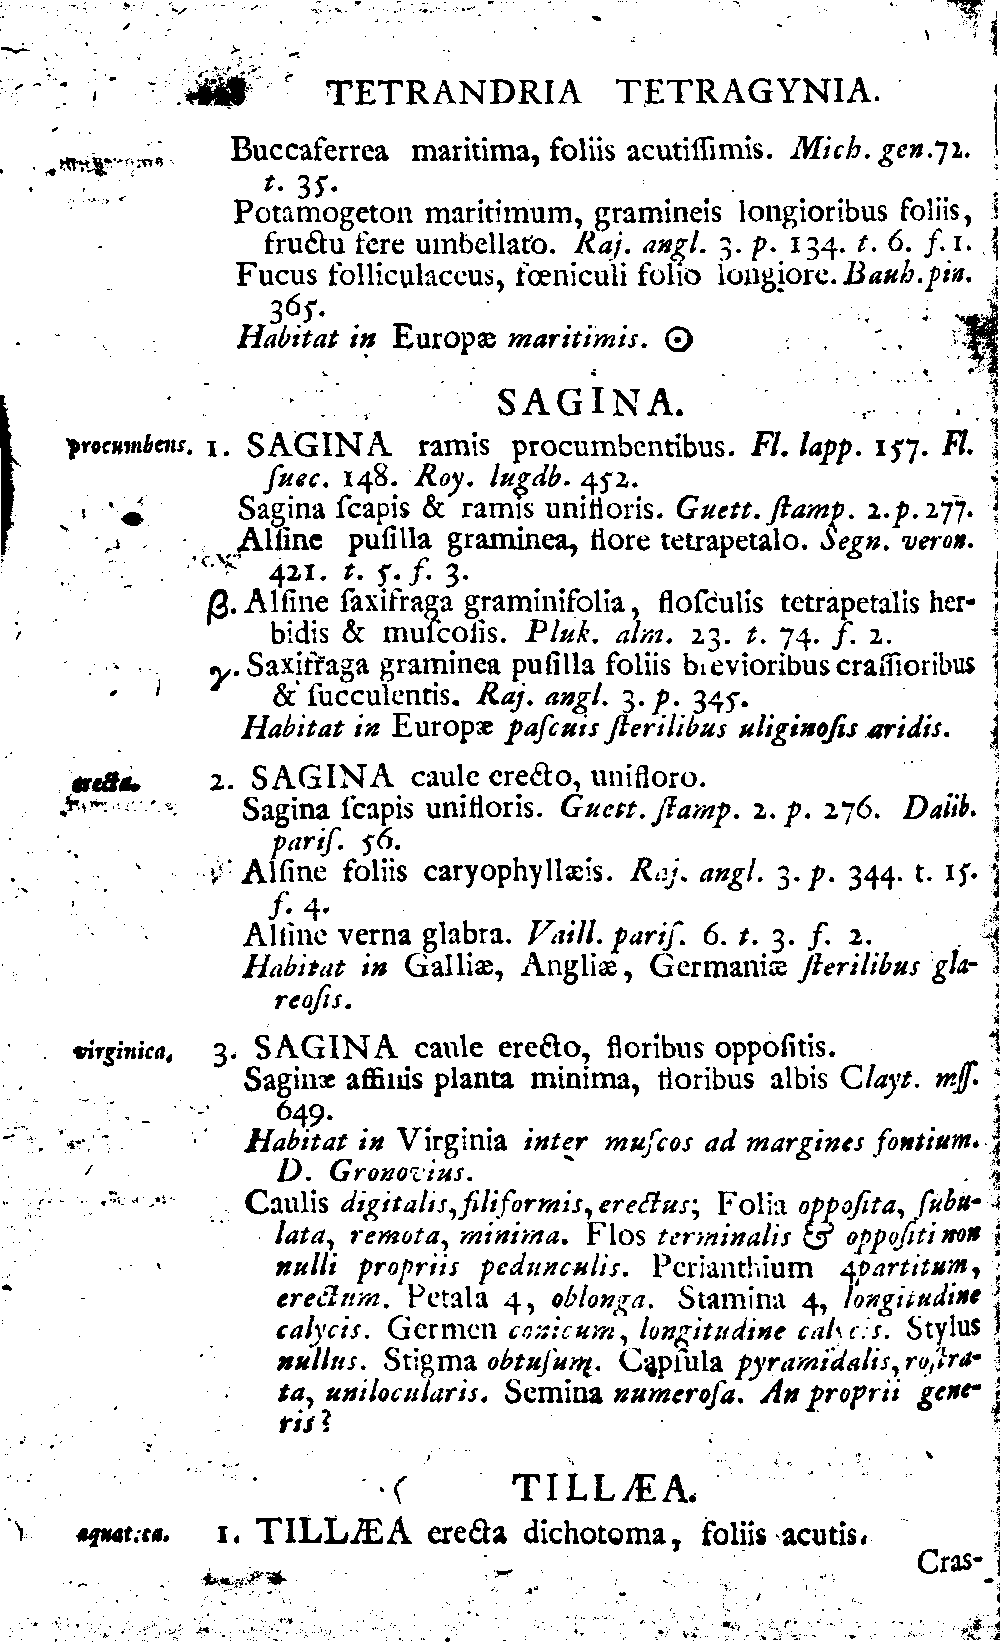 TETRANDRIA TETRAGYNIA.
Buccaferrea maritima, foliis acutiſſimis. Mich. gen. 72.
t. 35.
Potamogeton maritimum, gramineis longioribus foliis,
fructu fere umbellato. Raj. angl. 3. p. 134. t. 6. f. 1.
Fucus folliculaceus, fœniculi folio longiore. Bauh. pin.
365.
Habitat in Europæ maritimis. ☉
SAGINA.
procumbens. 1. SAGINA ramis procumbentibus. Fl. lapp. 157. Fl.
ſuec. 148. Roy. lugdb. 452.
Sagina ſcapis & ramis unifloris. Guett. ſtamp. 2. p. 277.
Alſine puſilla graminea, flore tetrapetalo. Segn. veron.
421. t. 5. f. 3.
β. Alſine ſaxifraga graminifolia, floſculis tetrapetalis her-
bidis & muſcoſis. Pluk. alm. 23. t. 74. f. 2.
γ. Saxifraga graminea puſilla foliis brevioribus craſſioribus
& ſucculentis. Raj. angl. 3. p. 345.
Habitat in Europæ paſcuis ſterilibus uliginoſis aridis.
erecta. 2. SAGINA caule erecto, unifloro.
Sagina ſcapis unifloris. Guett. ſtamp. 2. p. 276. Dalib.
pariſ. 56.
Alſine foliis caryophyllæis. Raj. angl. 3. p. 344. t. 15.
f. 4.
Alſine verna glabra. Vaill. pariſ. 6. t. 3. f. 2.
Habitat in Galliæ, Angliæ, Germaniæ ſterilibus gla-
reoſis.
virginica. 3. SAGINA caule erecto, floribus oppoſitis.
Saginæ affinis planta minima, floribus albis Clayt. mſſ.
649.
Habitat in Virginia inter muſcos ad margines fontium.
D. Gronovius.
Caulis digitalis, filiformis, erectus; Folia oppoſita, ſubu-
lata, remota, minima. Flos terminalis & oppoſiti non
nulli propriis pedunculis. Perianthium 4partitum,
erectum. Petala 4, oblonga. Stamina 4, longitudine
calycis. Germen conicum, longitudine calycis. Stylus
nullus. Stigma obtuſum. Capſula pyramidalis, roſtra-
ta, unilocularis. Semina numeroſa. An proprii gene-
ris?
TILLÆA.
aquatica. 1. TILLÆA erecta dichotoma, foliis acutis.
Cras-